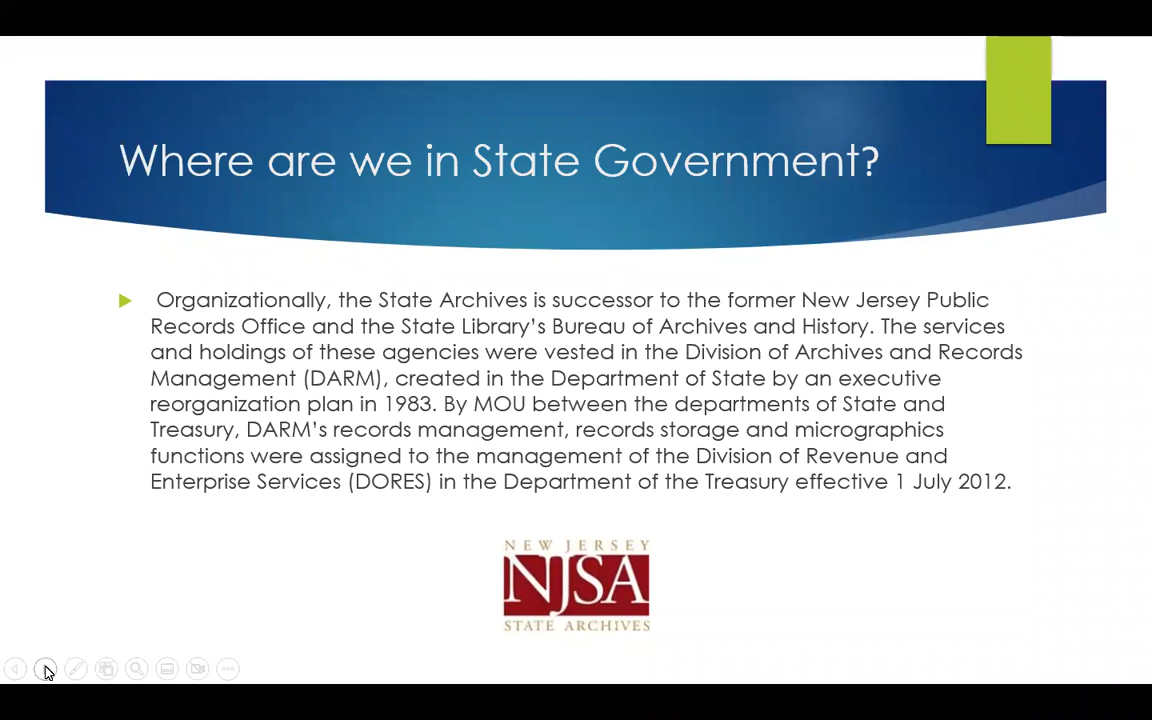 Where are we in State Government?
Organizationally, the State Archives is successor to the former New Jersey Public
Records Office and the State Library's Bureau of Archives and History. The services
and holdings of these agencies were vested in the Division of Archives and Records
Management (DARM), created in the Department of State by an executive
reorganization plan in 1983. By MOU between the departments of State and
Treasury, DARM's records management, records storage and micrographics
functions were assigned to the management of the Division of Revenue and
Enterprise Services (DORES) in the Department of the Treasury effective 1 July 2012.
NEW JERSEY
NJSA
STATE ARCHIVES